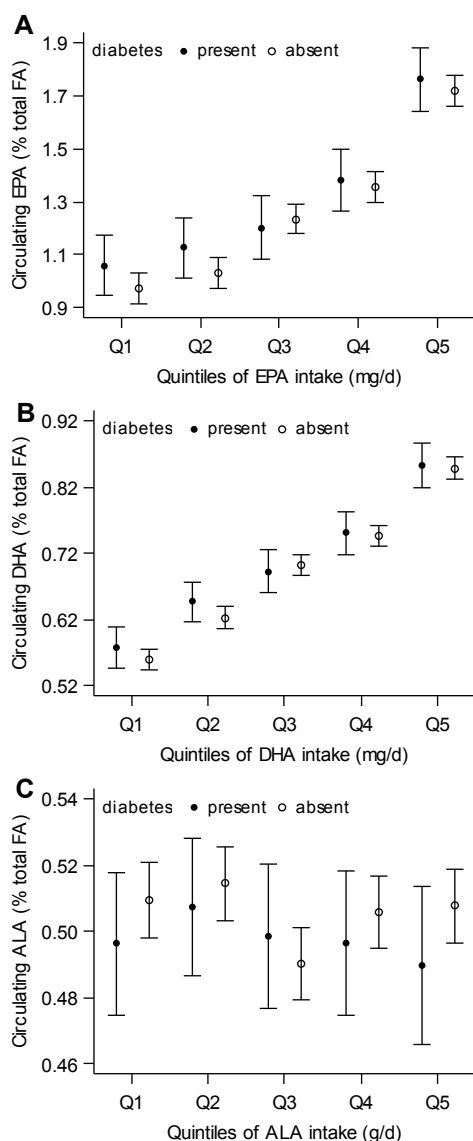 A
diabetes ● present ○ absent
Circulating EPA (% total FA)
1.9
1.7
1.5
1.3
1.1
0.9
Q1 Q2 Q3 Q4 Q5
Quintiles of EPA intake (mg/d)
B
diabetes ● present ○ absent
Circulating DHA (% total FA)
0.92
0.82
0.72
0.62
0.52
Q1 Q2 Q3 Q4 Q5
Quintiles of DHA intake (mg/d)
C
diabetes ● present ○ absent
Circulating ALA (% total FA)
0.54
0.52
0.50
0.48
0.46
Q1 Q2 Q3 Q4 Q5
Quintiles of ALA intake (g/d)